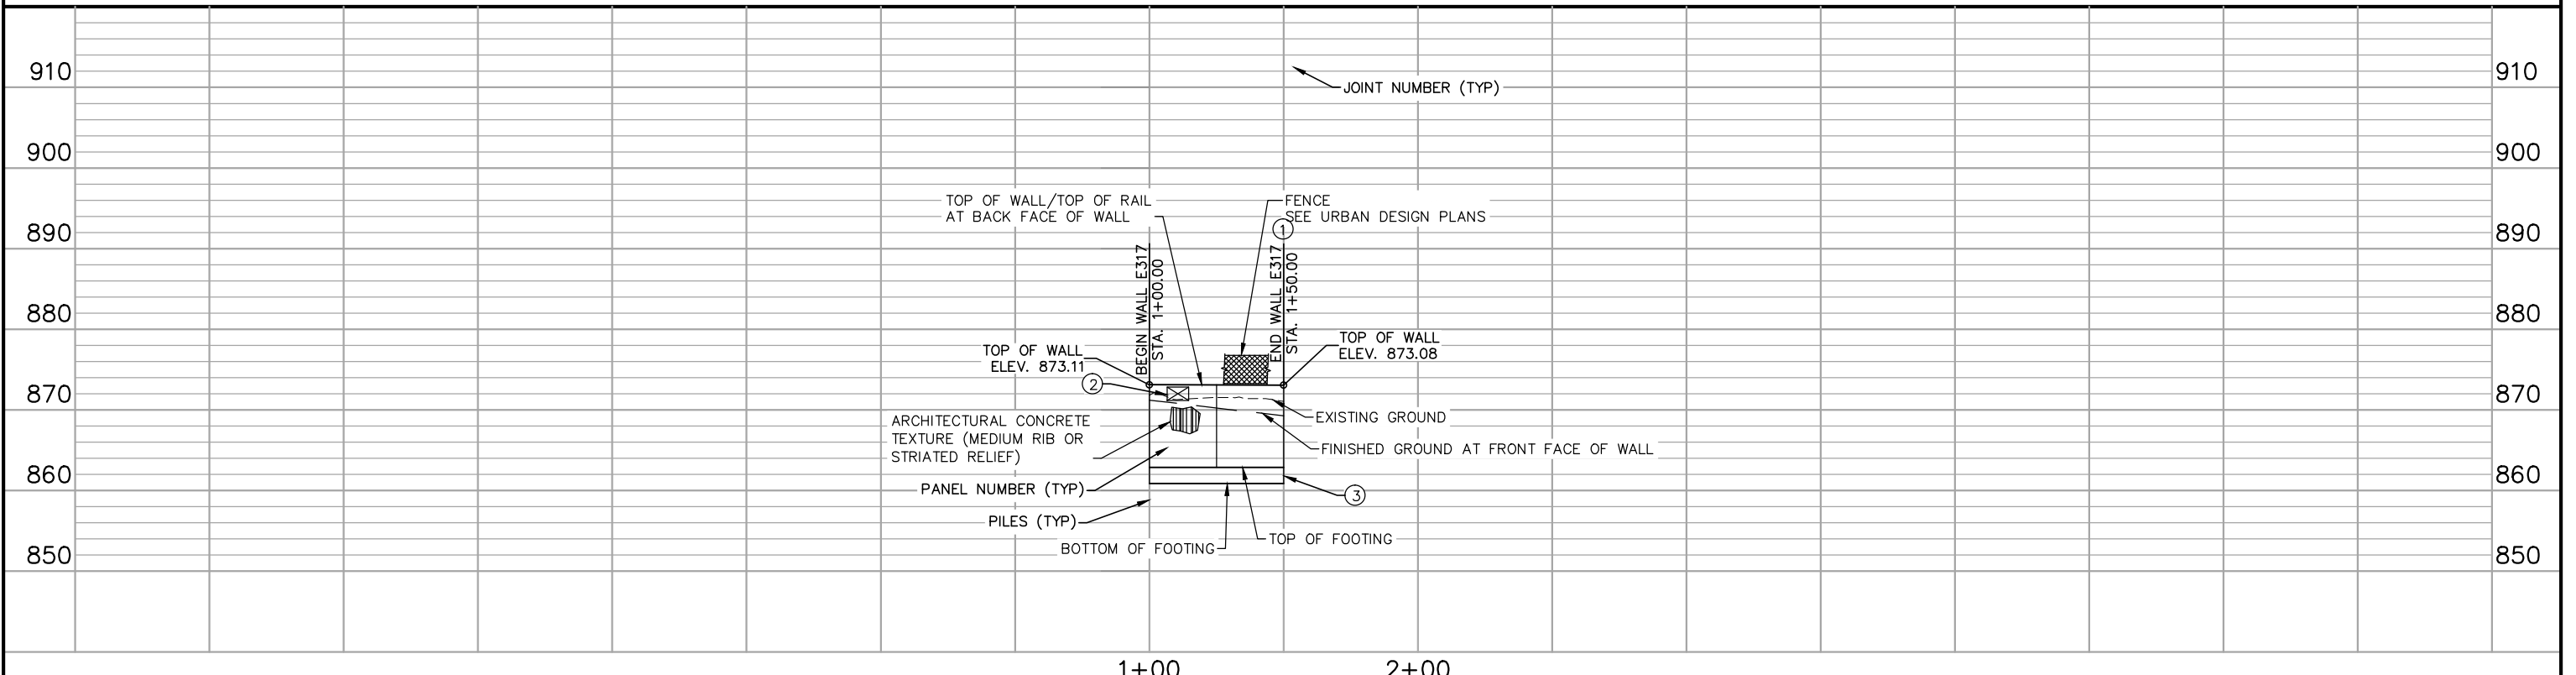 910
910
JOINT NUMBER (TYP)
900
900
TOP OF WALL/TOP OF RAIL
AT BACK FACE OF WALL
FENCE
SEE URBAN DESIGN PLANS
1
890
890
BEGIN WALL E317
STA. 1+00.00
END WALL E317
STA. 1+50.00
880
880
TOP OF WALL
ELEV. 873.11
TOP OF WALL
ELEV. 873.08
2
870
870
ARCHITECTURAL CONCRETE
TEXTURE (MEDIUM RIB OR
STRIATED RELIEF)
EXISTING GROUND
FINISHED GROUND AT FRONT FACE OF WALL
860
860
PANEL NUMBER (TYP)
3
PILES (TYP)
BOTTOM OF FOOTING
TOP OF FOOTING
850
850
1+00
2+00